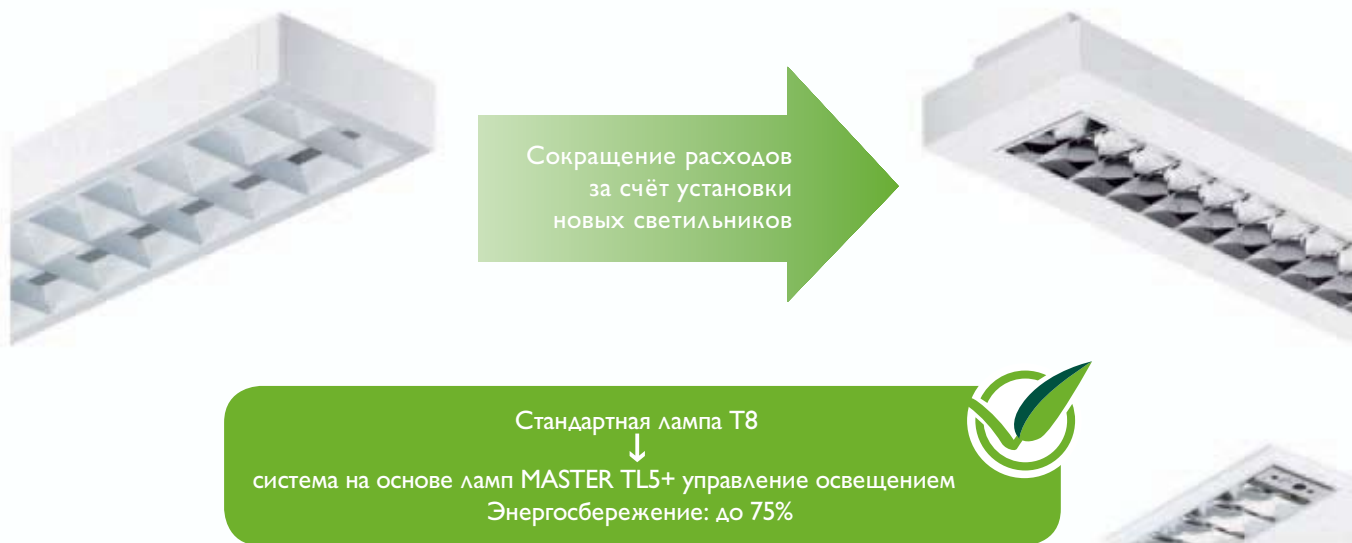 Сокращение расходов
за счёт установки
новых светильников
Стандартная лампа T8
↓
система на основе ламп MASTER TL5+ управление освещением
Энергосбережение: до 75%